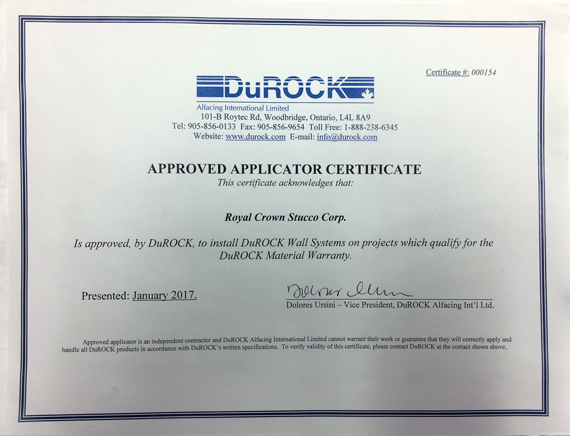 Certificate #: 000154
DuROCK
Alfacing International Limited
101-B Roytec Rd, Woodbridge, Ontario, L4L 8A9
Tel: 905-856-0133 Fax: 905-856-9654 Toll Free: 1-888-238-6345
Website: www.durock.com E-mail: info@durock.com
APPROVED APPLICATOR CERTIFICATE
This certificate acknowledges that:
Royal Crown Stucco Corp.
Is approved, by DuROCK, to install DuROCK Wall Systems on projects which qualify for the
DuROCK Material Warranty.
Presented: January 2017.
Dolores Ursini – Vice President, DuROCK Alfacing Int'l Ltd.
Approved applicator is an independent contractor and DuROCK Alfacing International Limited cannot warrant their work or guarantee that they will correctly apply and
handle all DuROCK products in accordance with DuROCK's written specifications. To verify validity of this certificate, please contact DuROCK at the contact shown above.